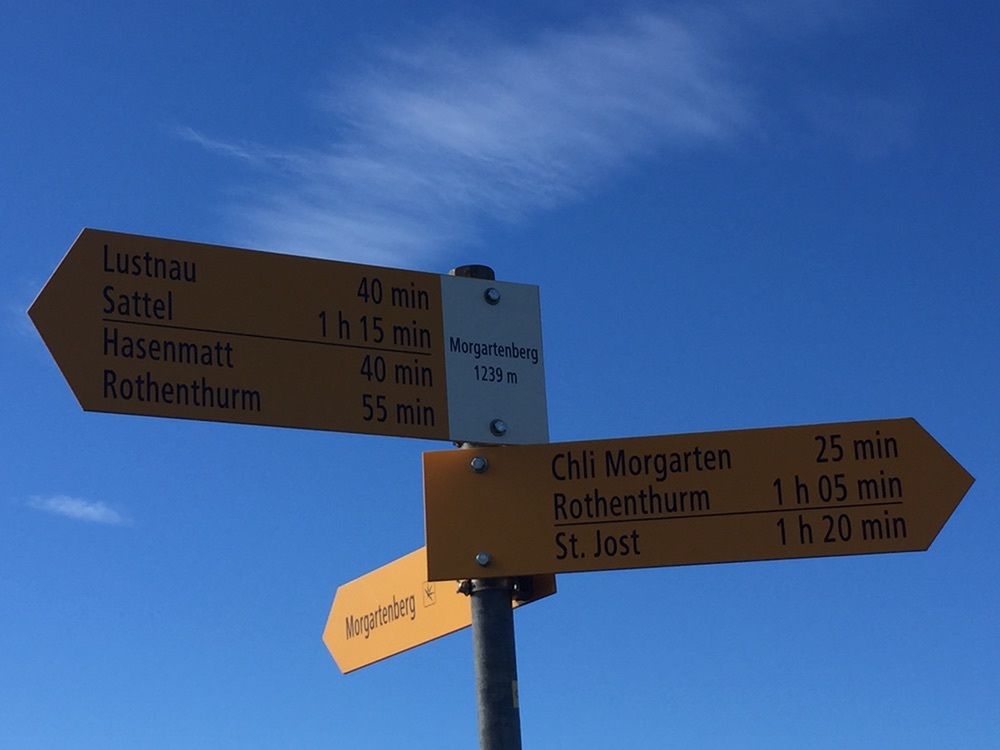 Lustnau 40 min
Sattel 1 h 15 min
Hasenmatt 40 min
Rothenthurm 55 min
Morgartenberg
1239 m
Chli Morgarten 25 min
Rothenthurm 1 h 05 min
St. Jost 1 h 20 min
Morgartenberg